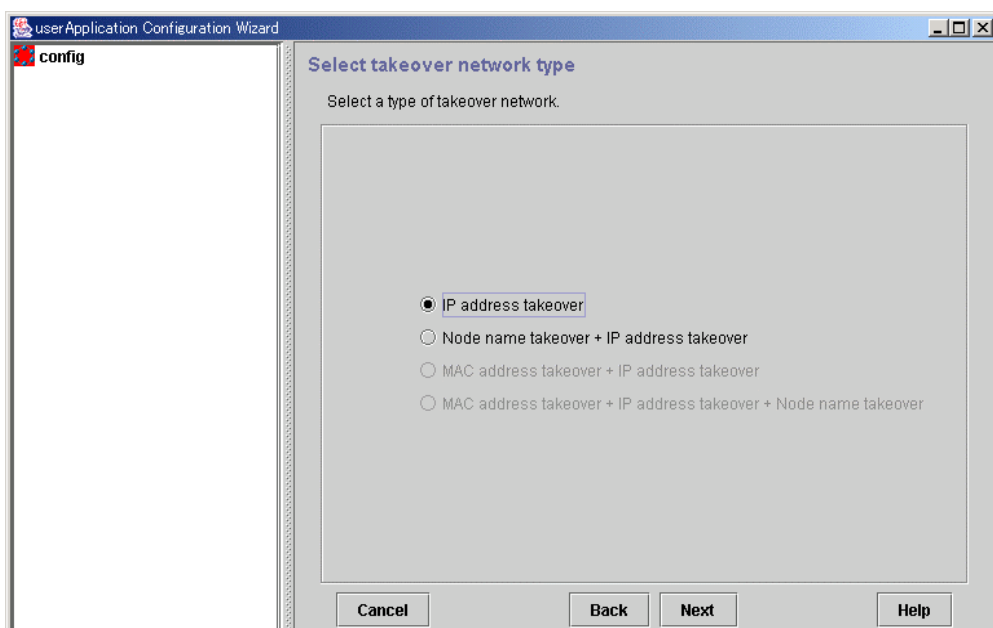 userApplication Configuration Wizard
config
Select takeover network type
Select a type of takeover network.
IP address takeover
Node name takeover + IP address takeover
MAC address takeover + IP address takeover
MAC address takeover + IP address takeover + Node name takeover
Cancel Back Next Help